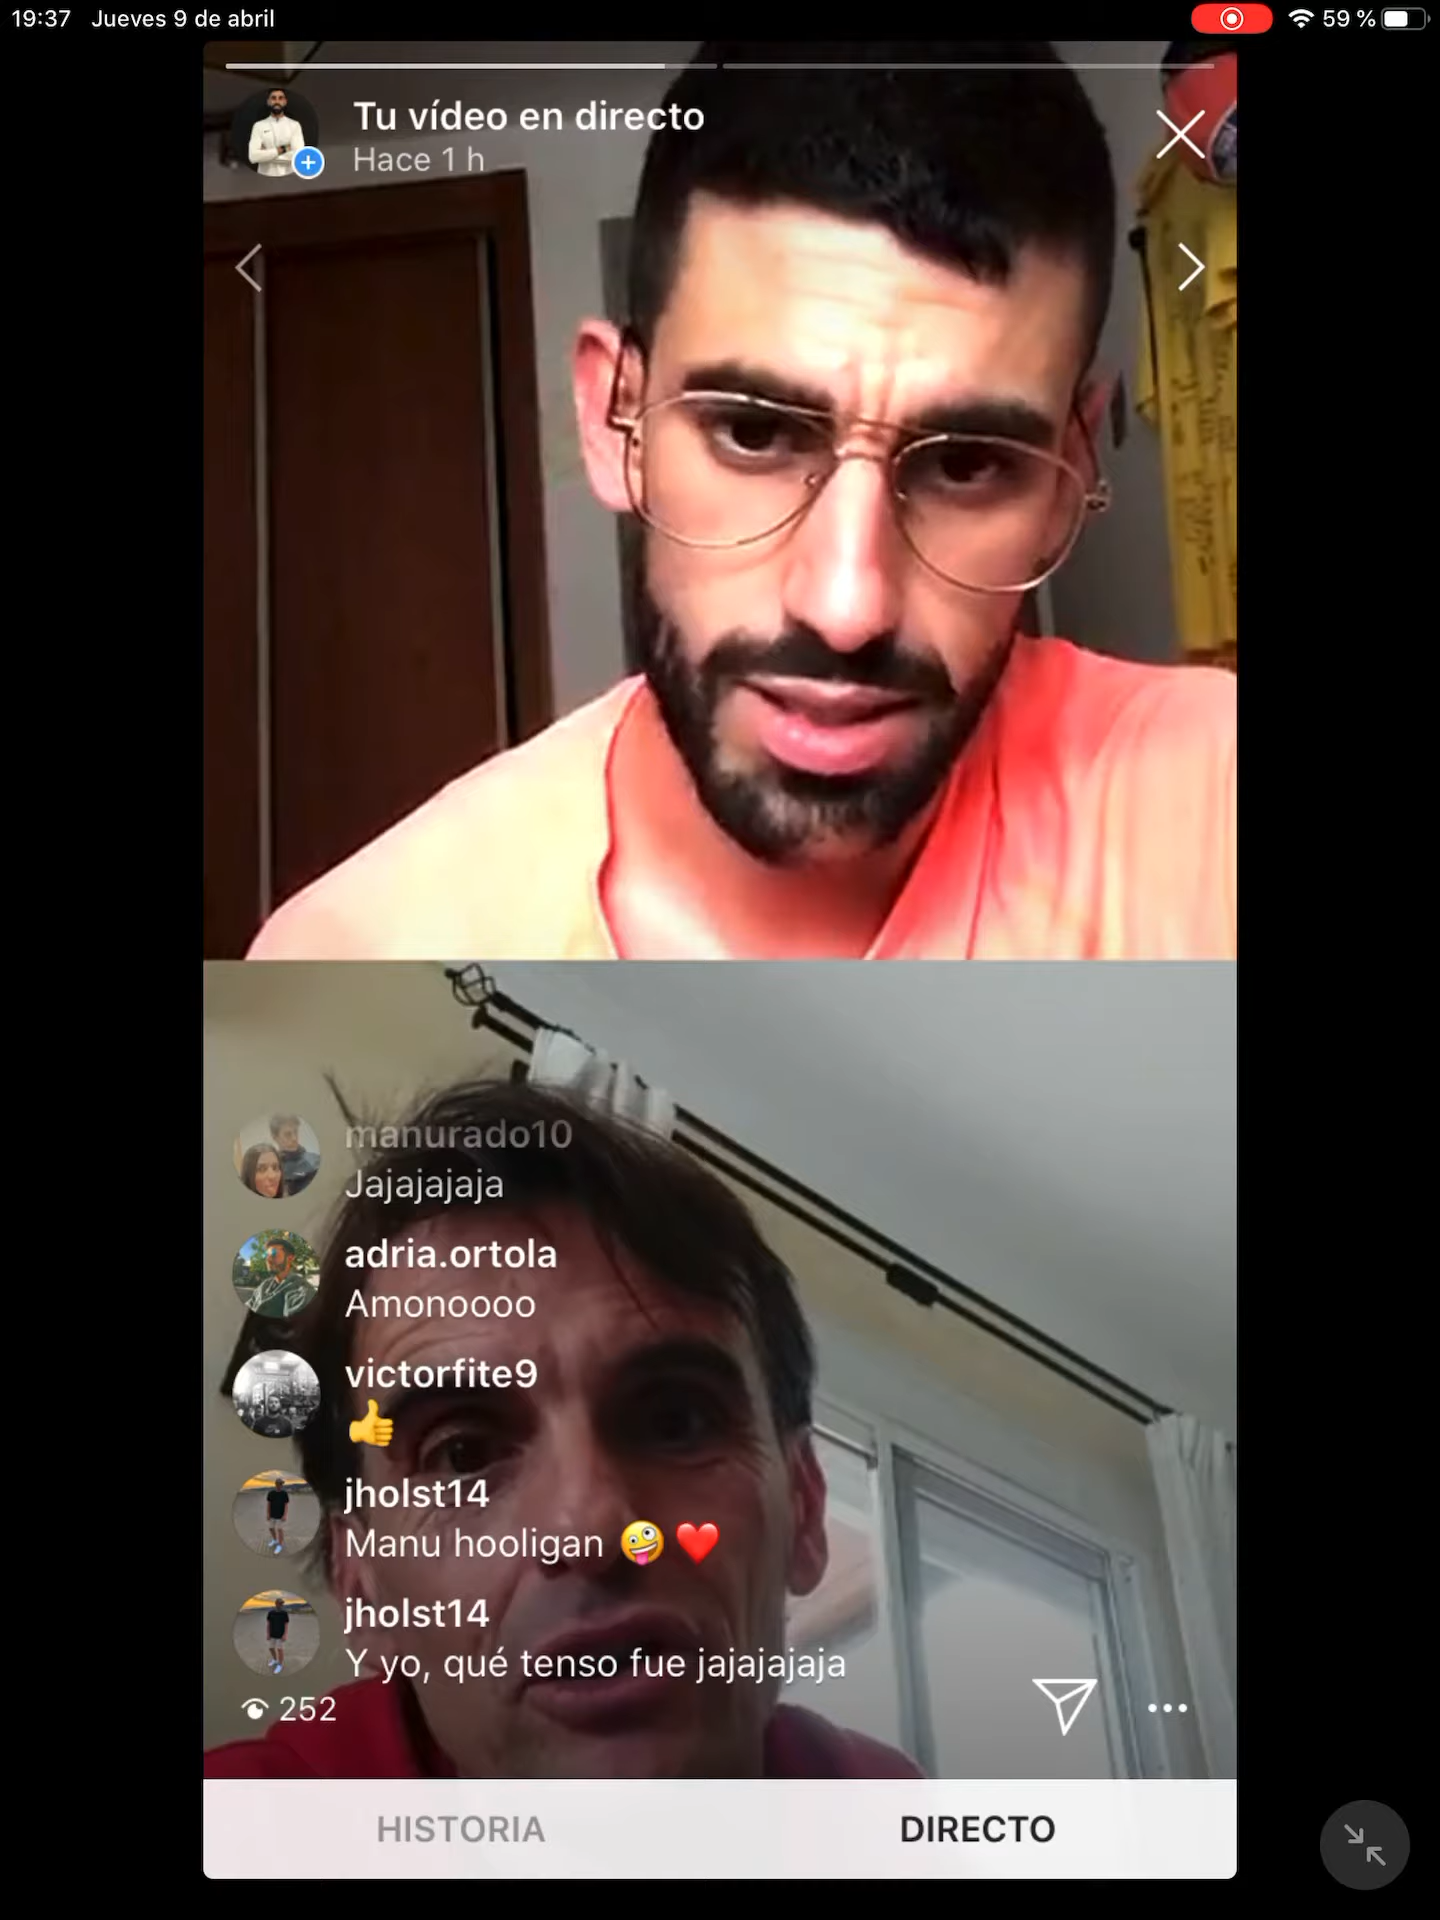 19:37 Jueves 9 de abril
59 %
Tu vídeo en directo
Hace 1 h
manurado10
Jajajajaja
adria.ortola
Amonoooo
victorfite9
👍
jholst14
Manu hooligan 🤪 ❤️
jholst14
Y yo, qué tenso fue jajajajaja
252
HISTORIA
DIRECTO